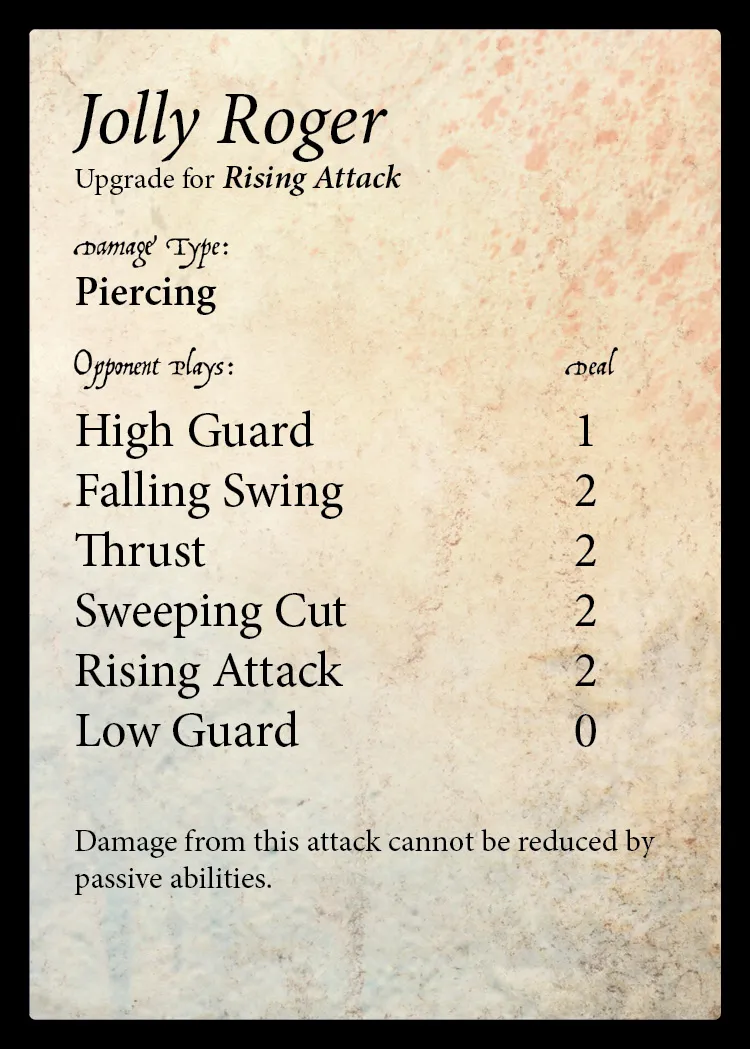 Jolly Roger
Upgrade for Rising Attack
Damage Type:
Piercing
Opponent Plays: Deal
High Guard 1
Falling Swing 2
Thrust 2
Sweeping Cut 2
Rising Attack 2
Low Guard 0
Damage from this attack cannot be reduced by
passive abilities.